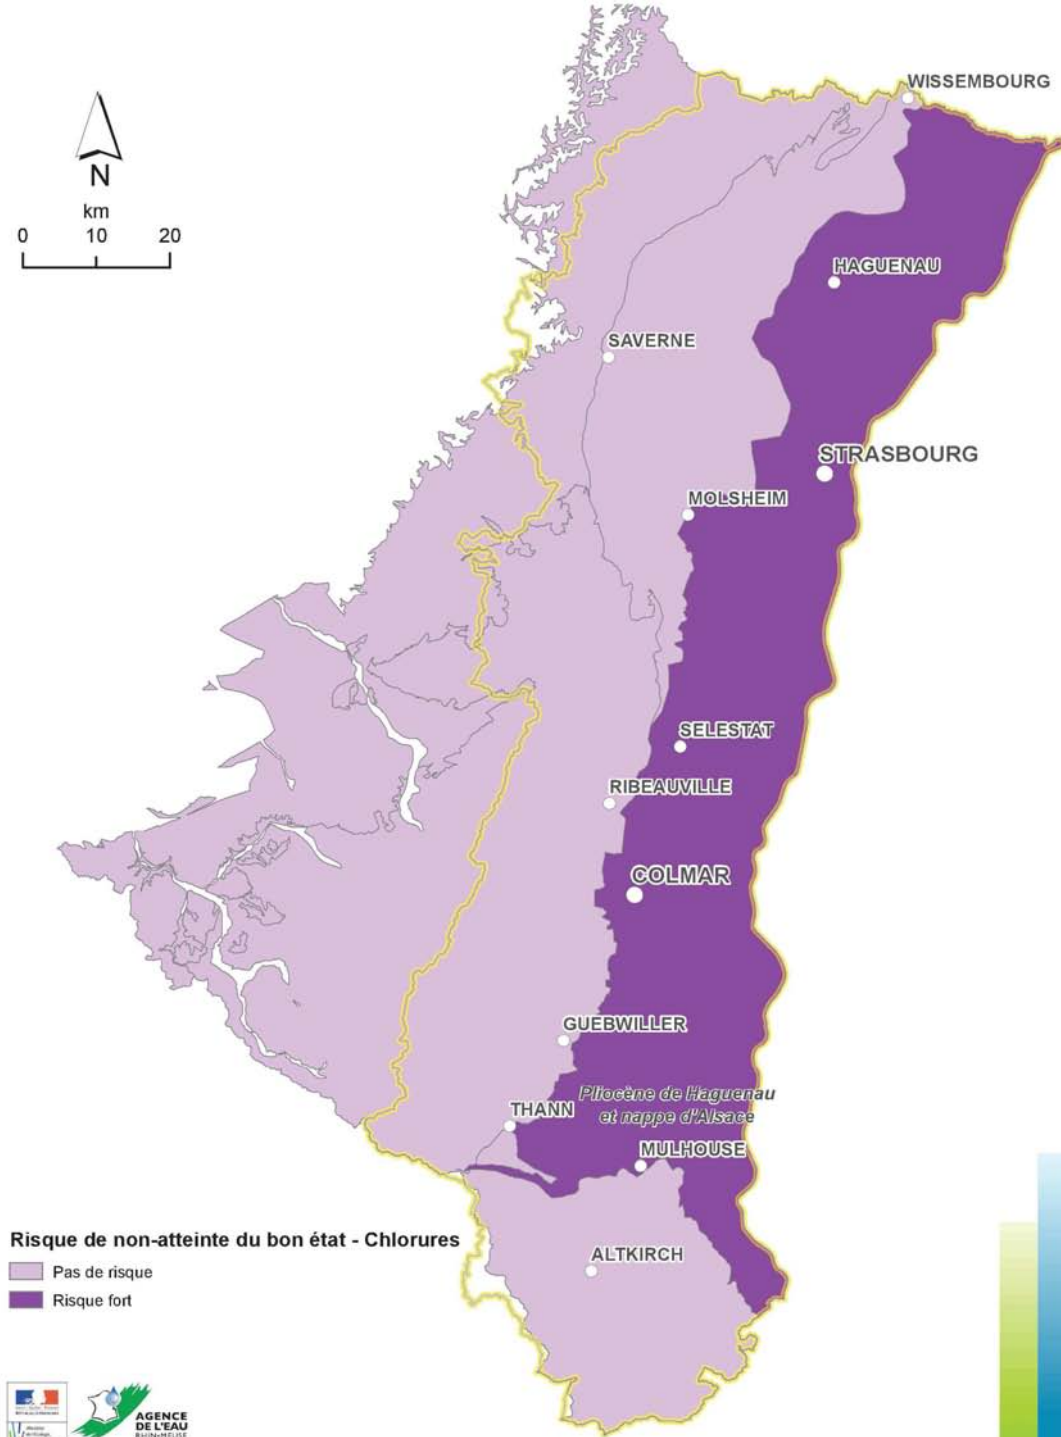 WISSEMBOURG
N
km
0 10 20
HAGUENAU
SAVERNE
STRASBOURG
MOLSHEIM
SELESTAT
RIBEAUVILLE
COLMAR
GUEBWILLER
Pliocène de Haguenau
et nappe d'Alsace
THANN
MULHOUSE
Risque de non-atteinte du bon état - Chlorures
ALTKIRCH
Pas de risque
Risque fort
AGENCE
DE L'EAU
RHIN-MEUSE